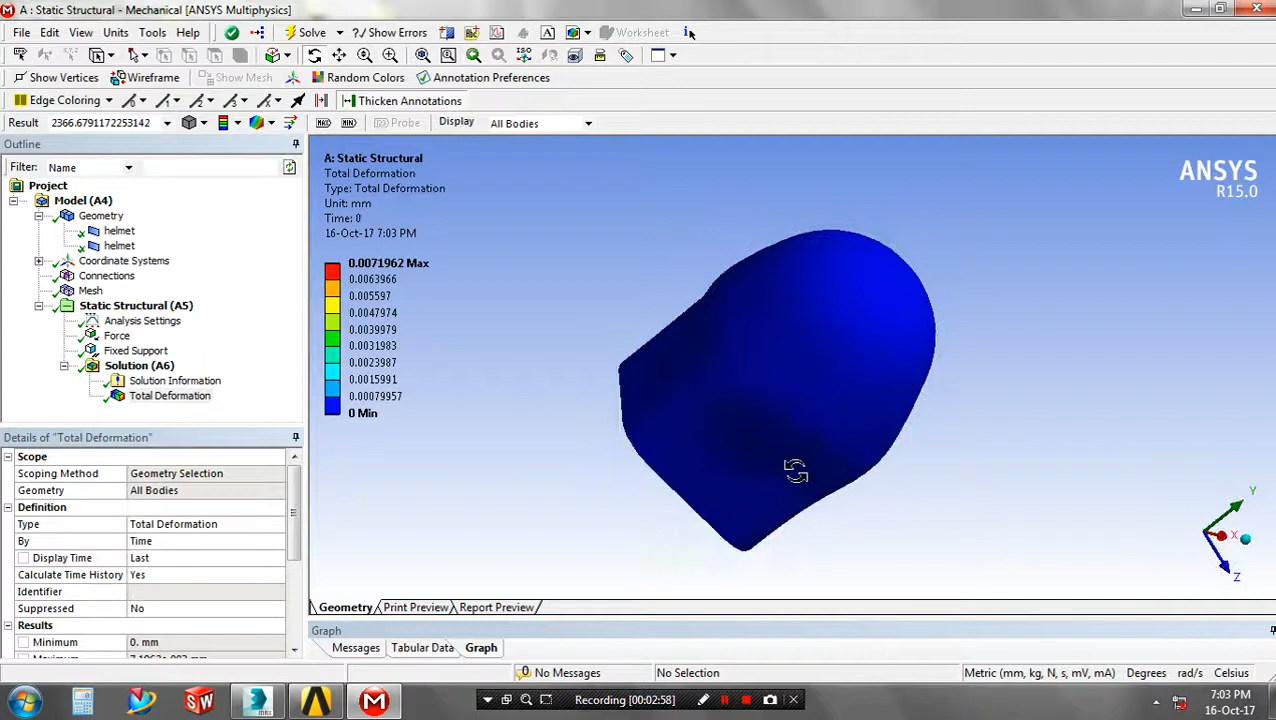 A : Static Structural - Mechanical [ANSYS Multiphysics]
File Edit View Units Tools Help Solve ?/ Show Errors Worksheet
Show Vertices Wireframe Show Mesh Random Colors Annotation Preferences
Edge Coloring Thicken Annotations
Result 2366.6791172253142 MAX MIN Probe Display All Bodies
Outline
Filter: Name
Project
Model (A4)
Geometry
helmet
helmet
Coordinate Systems
Connections
Mesh
Static Structural (A5)
Analysis Settings
Force
Fixed Support
Solution (A6)
Solution Information
Total Deformation
Details of "Total Deformation"
Scope
Scoping Method Geometry Selection
Geometry All Bodies
Definition
Type Total Deformation
By Time
Display Time Last
Calculate Time History Yes
Identifier
Suppressed No
Results
Minimum 0. mm
A: Static Structural
Total Deformation
Type: Total Deformation
Unit: mm
Time: 0
16-Oct-17 7:03 PM
0.0071962 Max
0.0063966
0.005597
0.0047974
0.0039979
0.0031983
0.0023987
0.0015991
0.00079957
0 Min
ANSYS
R15.0
Y
X
Z
Geometry Print Preview Report Preview
Graph
Messages Tabular Data Graph
No Messages No Selection Metric (mm, kg, N, s, mV, mA) Degrees rad/s Celsius
Recording [00:02:58]
7:03 PM
16-Oct-17